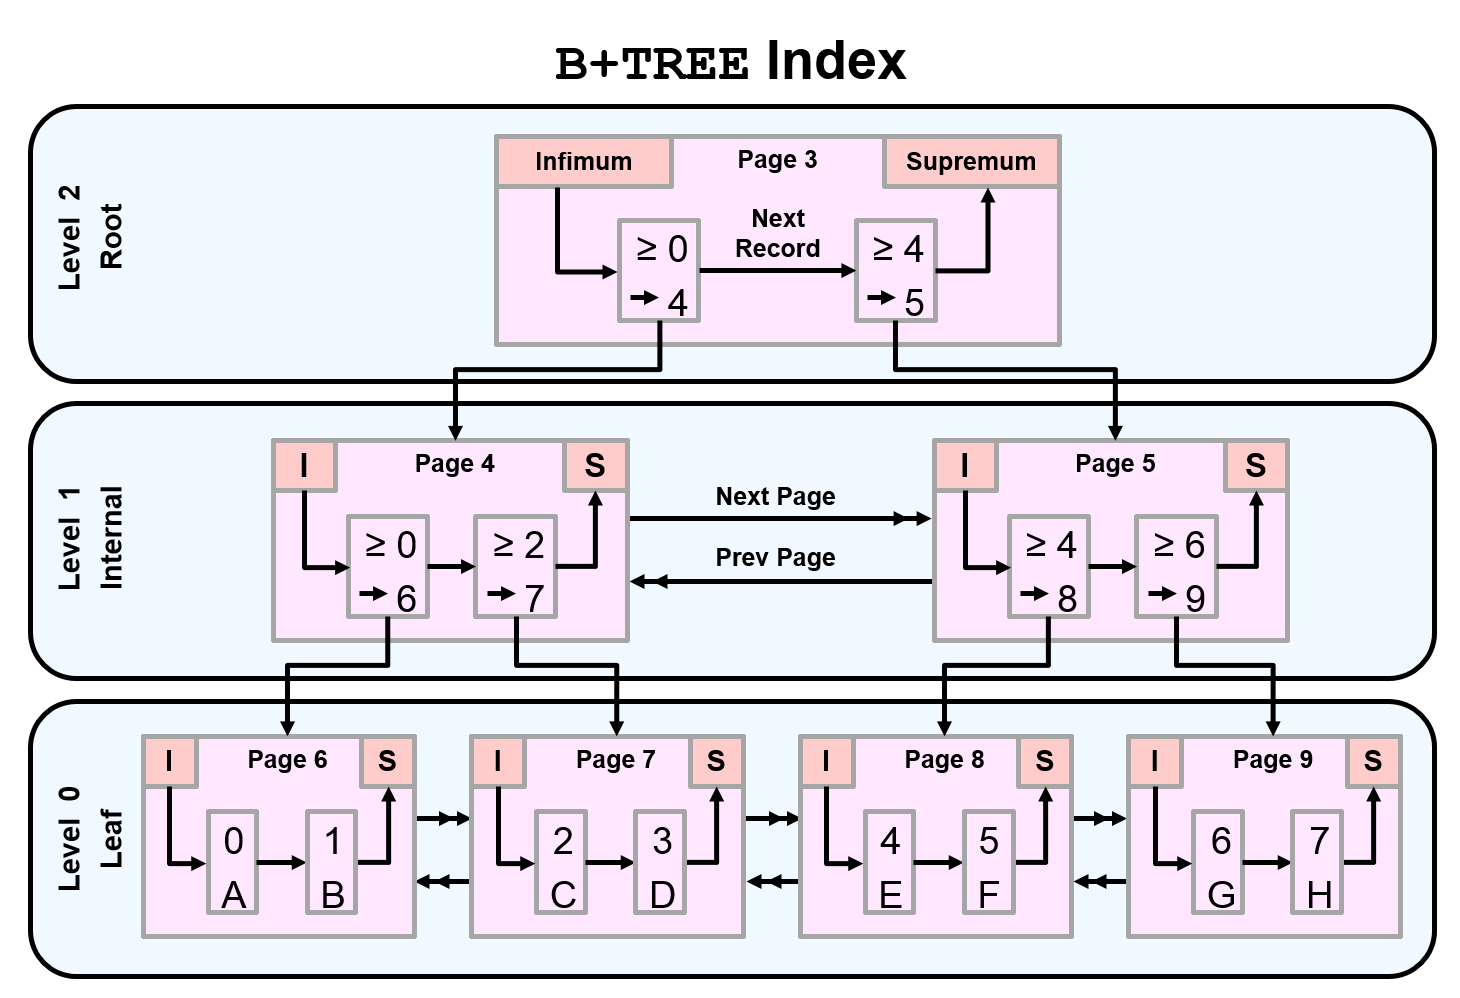 B+TREE Index
Level 2
Root
Infimum
Page 3
Supremum
Next
Record
≥ 0
4
≥ 4
5
Level 1
Internal
I
Page 4
S
≥ 0
6
≥ 2
7
Next Page
Prev Page
I
Page 5
S
≥ 4
8
≥ 6
9
Level 0
Leaf
I
Page 6
S
0
A
1
B
I
Page 7
S
2
C
3
D
I
Page 8
S
4
E
5
F
I
Page 9
S
6
G
7
H